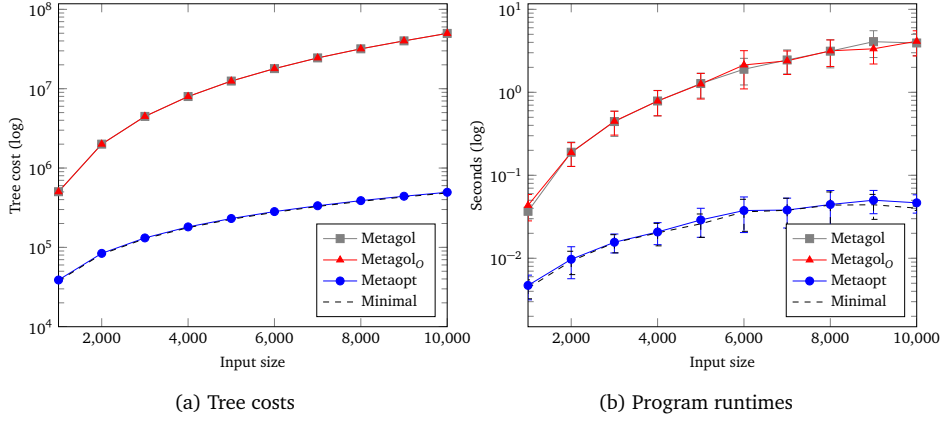 10^8
10^7
10^6
10^5
10^4
Tree cost (log)
2,000 4,000 6,000 8,000 10,000
Input size
Metagol
Metagol_O
Metaopt
Minimal
(a) Tree costs
10^1
10^0
10^−1
10^−2
Seconds (log)
2,000 4,000 6,000 8,000 10,000
Input size
Metagol
Metagol_O
Metaopt
Minimal
(b) Program runtimes